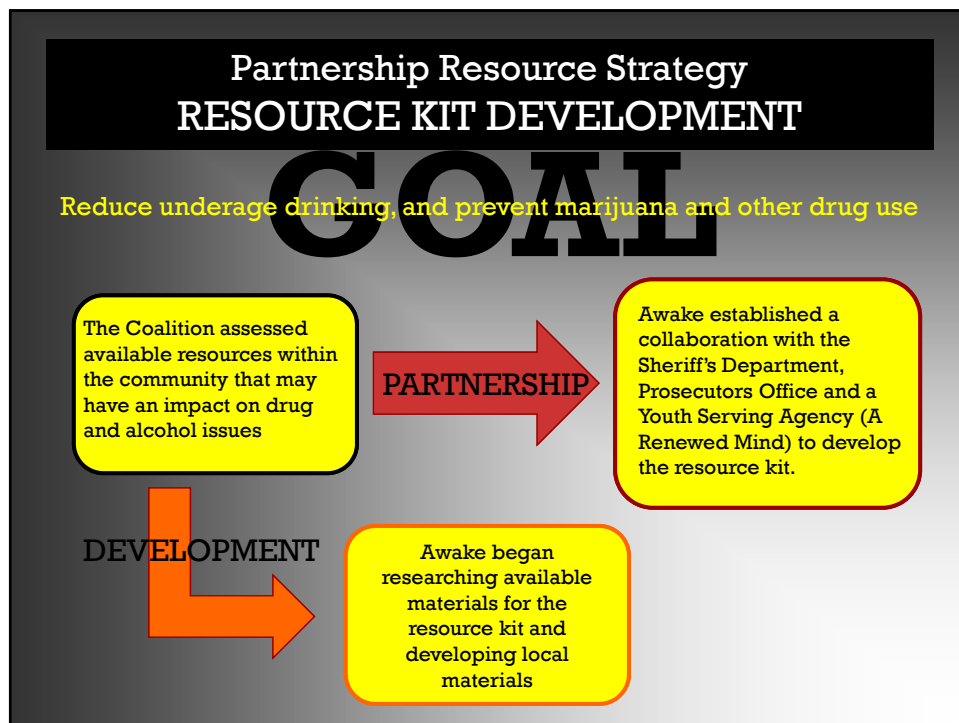 Partnership Resource Strategy
RESOURCE KIT DEVELOPMENT
GOAL
Reduce underage drinking, and prevent marijuana and other drug use
The Coalition assessed
available resources within
the community that may
have an impact on drug
and alcohol issues
PARTNERSHIP
Awake established a
collaboration with the
Sheriff's Department,
Prosecutors Office and a
Youth Serving Agency (A
Renewed Mind) to develop
the resource kit.
DEVELOPMENT
Awake began
researching available
materials for the
resource kit and
developing local
materials